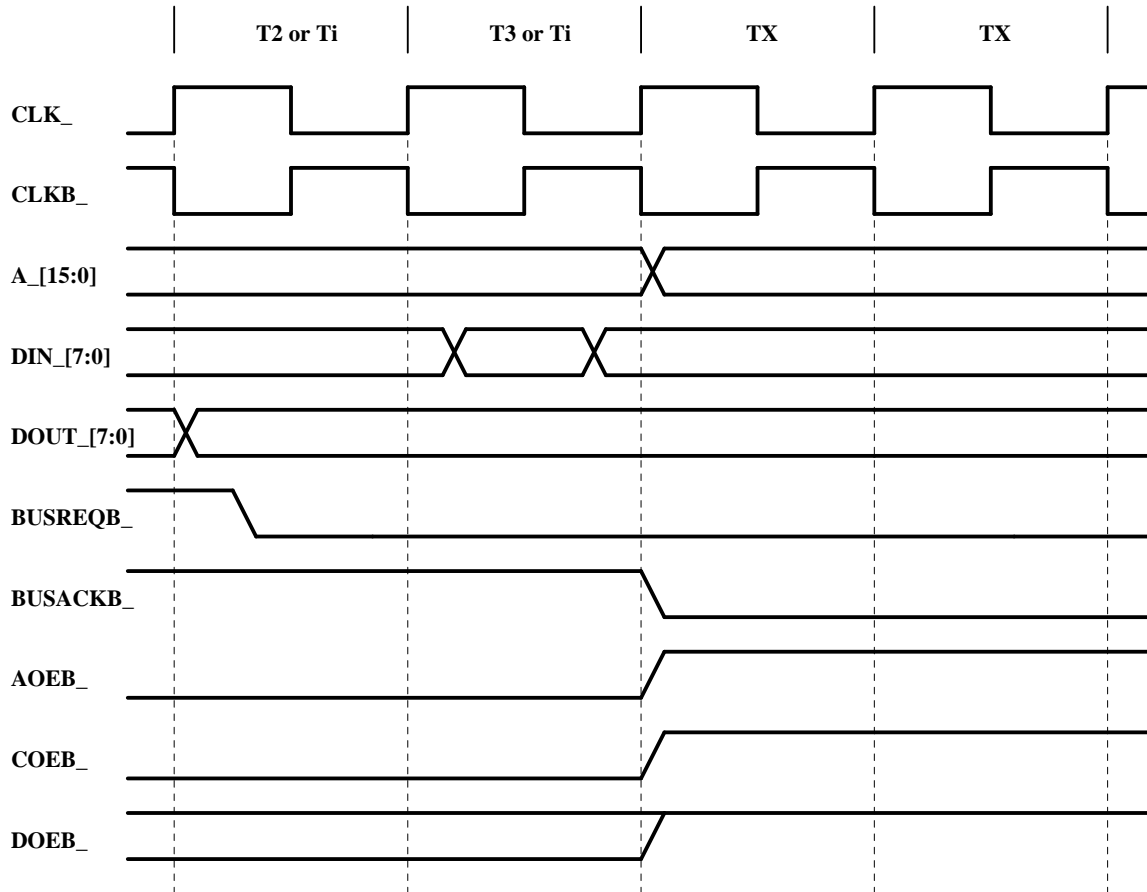 T2 or Ti T3 or Ti TX TX
CLK_
CLKB_
A_[15:0]
DIN_[7:0]
DOUT_[7:0]
BUSREQB_
BUSACKB_
AOEB_
COEB_
DOEB_